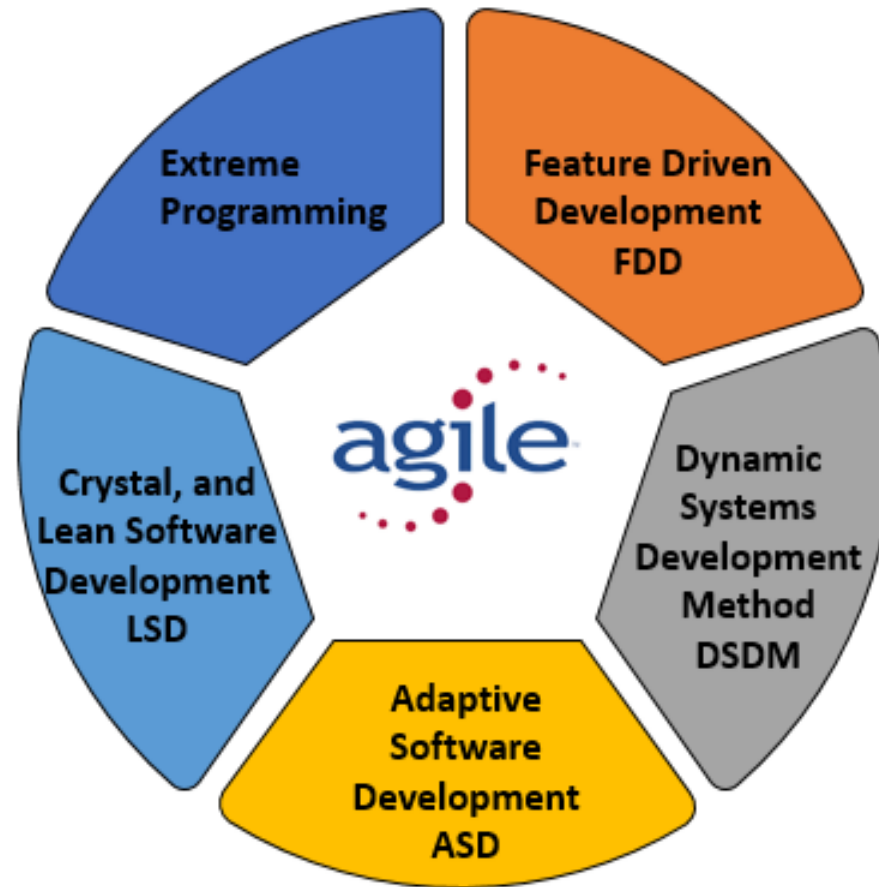 Extreme
Programming
Feature Driven
Development
FDD
Dynamic
Systems
Development
Method
DSDM
Adaptive
Software
Development
ASD
Crystal, and
Lean Software
Development
LSD
agile